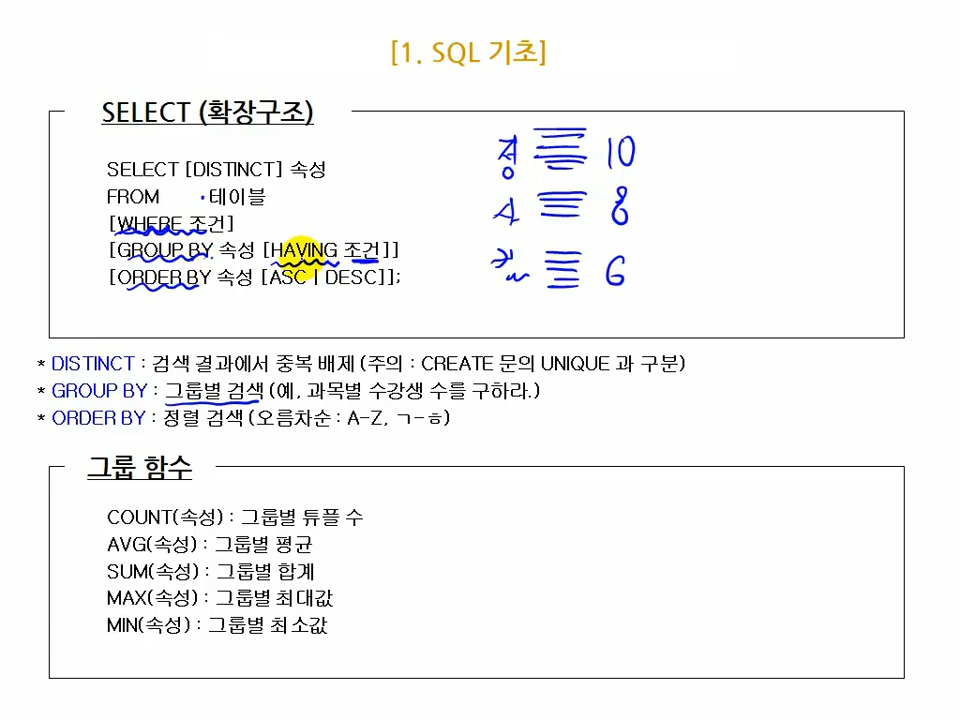 [1. SQL 기초]
SELECT (확장구조)
SELECT [DISTINCT] 속성
FROM 테이블
[WHERE 조건]
[GROUP BY 속성 [HAVING 조건]]
[ORDER BY 속성 [ASC | DESC]];
정 10
8
6
* DISTINCT : 검색 결과에서 중복 배제 (주의 : CREATE 문의 UNIQUE 과 구분)
* GROUP BY : 그룹별 검색 (예, 과목별 수강생 수를 구하라.)
* ORDER BY : 정렬 검색 (오름차순 : A-Z, ㄱ-ㅎ)
그룹 함수
COUNT(속성) : 그룹별 튜플 수
AVG(속성) : 그룹별 평균
SUM(속성) : 그룹별 합계
MAX(속성) : 그룹별 최대값
MIN(속성) : 그룹별 최소값